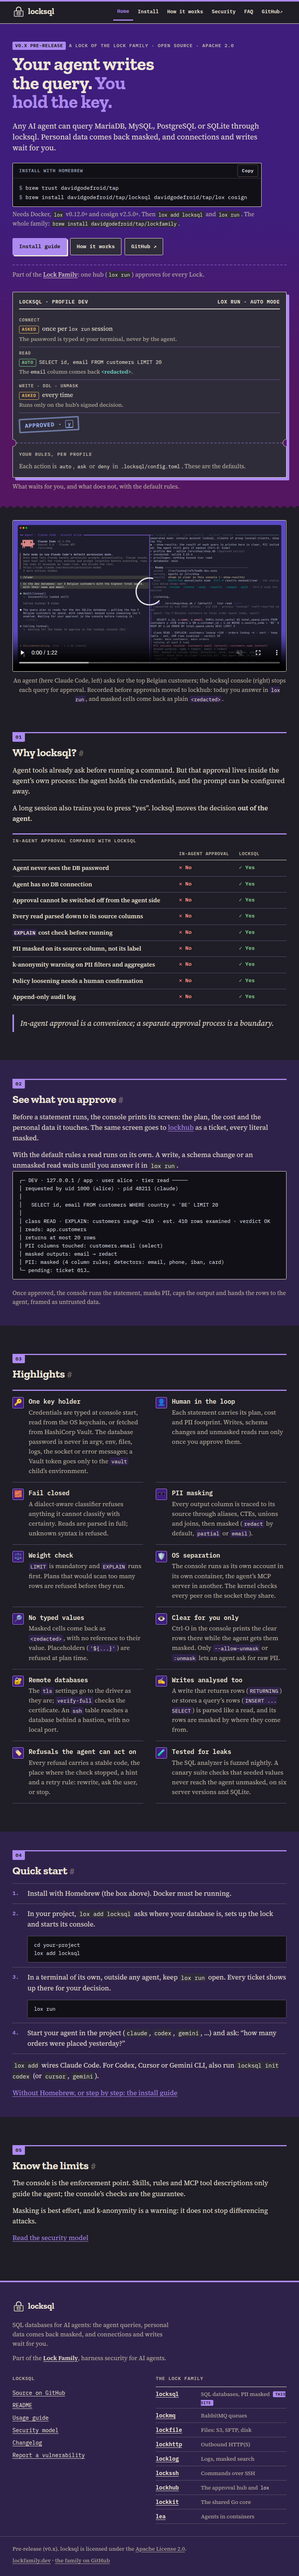 locksql
Home Install How it works Security FAQ GitHub↗
V0.X PRE-RELEASE A LOCK OF THE LOCK FAMILY · OPEN SOURCE · APACHE 2.0
Your agent writes
the query. You
hold the key.
Any AI agent can query MariaDB, MySQL, PostgreSQL or SQLite through
locksql. Personal data comes back masked, and connections and writes
wait for you.
INSTALL WITH HOMEBREW
Copy
$ brew trust davidgodefroid/tap
$ brew install davidgodefroid/tap/locksql davidgodefroid/tap/lox cosign
Needs Docker, lox v0.12.0+ and cosign v2.5.0+. Then lox add locksql and lox run. The
whole family: brew install davidgodefroid/tap/lockfamily.
Install guide How it works GitHub ↗
Part of the Lock Family: one hub (lox run) approves for every Lock.
LOCKSQL · PROFILE DEV LOX RUN · AUTO MODE
CONNECT
ASKED once per lox run session
The password is typed at your terminal, never by the agent.
READ
AUTO SELECT id, email FROM customers LIMIT 20
The email column comes back <redacted>.
WRITE · DDL · UNMASK
ASKED every time
Runs only on the hub's signed decision.
APPROVED · y
YOUR RULES, PER PROFILE
Each action is auto, ask or deny in .locksql/config.toml. These are the defaults.
What waits for you, and what does not, with the default rules.
0:00 / 1:22
An agent (here Claude Code, left) asks for the top Belgian customers; the locksql console (right) stops
each query for approval. Recorded before approvals moved to lockhub: today you answer in lox
run, and masked cells come back as plain <redacted>.
01
Why locksql? #
Agent tools already ask before running a command. But that approval lives inside the
agent's own process: the agent holds the credentials, and the prompt can be configured
away.
A long session also trains you to press "yes". locksql moves the decision out of the
agent.
IN-AGENT APPROVAL COMPARED WITH LOCKSQL
IN-AGENT APPROVAL LOCKSQL
Agent never sees the DB password ✗ No ✓ Yes
Agent has no DB connection ✗ No ✓ Yes
Approval cannot be switched off from the agent side ✗ No ✓ Yes
Every read parsed down to its source columns ✗ No ✓ Yes
EXPLAIN cost check before running ✗ No ✓ Yes
PII masked on its source column, not its label ✗ No ✓ Yes
k-anonymity warning on PII filters and aggregates ✗ No ✓ Yes
Policy loosening needs a human confirmation ✗ No ✓ Yes
Append-only audit log ✗ No ✓ Yes
In-agent approval is a convenience; a separate approval process is a boundary.
02
See what you approve #
Before a statement runs, the console prints its screen: the plan, the cost and the
personal data it touches. The same screen goes to lockhub as a ticket, every literal
masked.
With the default rules a read runs on its own. A write, a schema change or an
unmasked read waits until you answer it in lox run.
DEV · 127.0.0.1 / app · user alice · tier read
requested by uid 1000 (alice) · pid 48211 (claude)
SELECT id, email FROM customers WHERE country = 'BE' LIMIT 20
class READ · EXPLAIN: customers range ~410 · est. 410 rows examined · verdict OK
reads: app.customers
returns at most 20 rows
PII columns touched: customers.email (select)
masked outputs: email → redact
PII: masked (4 column rules; detectors: email, phone, iban, card)
pending: ticket 013…
Once approved, the console runs the statement, masks PII, caps the output and hands the rows to the
agent, framed as untrusted data.
03
Highlights #
One key holder
Credentials are typed at console start,
read from the OS keychain, or fetched
from HashiCorp Vault. The database
password is never in argv, env, files,
logs, the socket or error messages; a
Vault token goes only to the vault
child's environment.
Human in the loop
Each statement carries its plan, cost
and PII footprint. Writes, schema
changes and unmasked reads run only
once you approve them.
Fail closed
A dialect-aware classifier refuses
anything it cannot classify with
certainty. Reads are parsed in full;
unknown syntax is refused.
PII masking
Every output column is traced to its
source through aliases, CTEs, unions
and joins, then masked (redact by
default, partial or email).
Weight check
LIMIT is mandatory and EXPLAIN runs
first. Plans that would scan too many
rows are refused before they run.
OS separation
The console runs as its own account in
its own container, the agent's MCP
server in another. The kernel checks
every peer on the socket they share.
No typed values
Masked cells come back as
<redacted>, with no reference to their
value. Placeholders ('${...}') are
refused at plan time.
Clear for you only
Ctrl-O in the console prints the clear
rows there while the agent gets them
masked. Only --allow-unmask or
:unmask lets an agent ask for raw PII.
Remote databases
The tls settings go to the driver as
they are; verify-full checks the
certificate. An ssh table reaches a
database behind a bastion, with no
local port.
Writes analysed too
A write that returns rows (RETURNING)
or stores a query's rows (INSERT ...
SELECT) is parsed like a read, and its
rows are masked by where they come
from.
Refusals the agent can act on
Every refusal carries a stable code, the
place where the check stopped, a hint
and a retry rule: rewrite, ask the user,
or stop.
Tested for leaks
The SQL analyzer is fuzzed nightly. A
canary suite checks that seeded values
never reach the agent unmasked, on six
server versions and SQLite.
04
Quick start #
1. Install with Homebrew (the box above). Docker must be running.
2. In your project, lox add locksql asks where your database is, sets up the lock
and starts its console.
cd your-project
lox add locksql
3. In a terminal of its own, outside any agent, keep lox run open. Every ticket shows
up there for your decision.
lox run
4. Start your agent in the project (claude, codex, gemini, …) and ask: "how many
orders were placed yesterday?"
lox add wires Claude Code. For Codex, Cursor or Gemini CLI, also run locksql init
codex (or cursor, gemini).
Without Homebrew, or step by step: the install guide
05
Know the limits #
The console is the enforcement point. Skills, rules and MCP tool descriptions only
guide the agent; the console's checks are the guarantee.
Masking is best effort, and k-anonymity is a warning: it does not stop differencing
attacks.
Read the security model
locksql
SQL databases for AI agents: the agent queries, personal
data comes back masked, and connections and writes
wait for you.
Part of the Lock Family, harness security for AI agents.
LOCKSQL
Source on GitHub
README
Usage guide
Security model
Changelog
Report a vulnerability
THE LOCK FAMILY
locksql SQL databases, PII masked THIS SITE
lockmq RabbitMQ queues
lockfile Files: S3, SFTP, disk
lockhttp Outbound HTTP(S)
locklog Logs, masked search
lockssh Commands over SSH
lockhub The approval hub and lox
lockkit The shared Go core
lea Agents in containers
Pre-release (v0.x). locksql is licensed under the Apache License 2.0.
lockfamily.dev · the family on GitHub